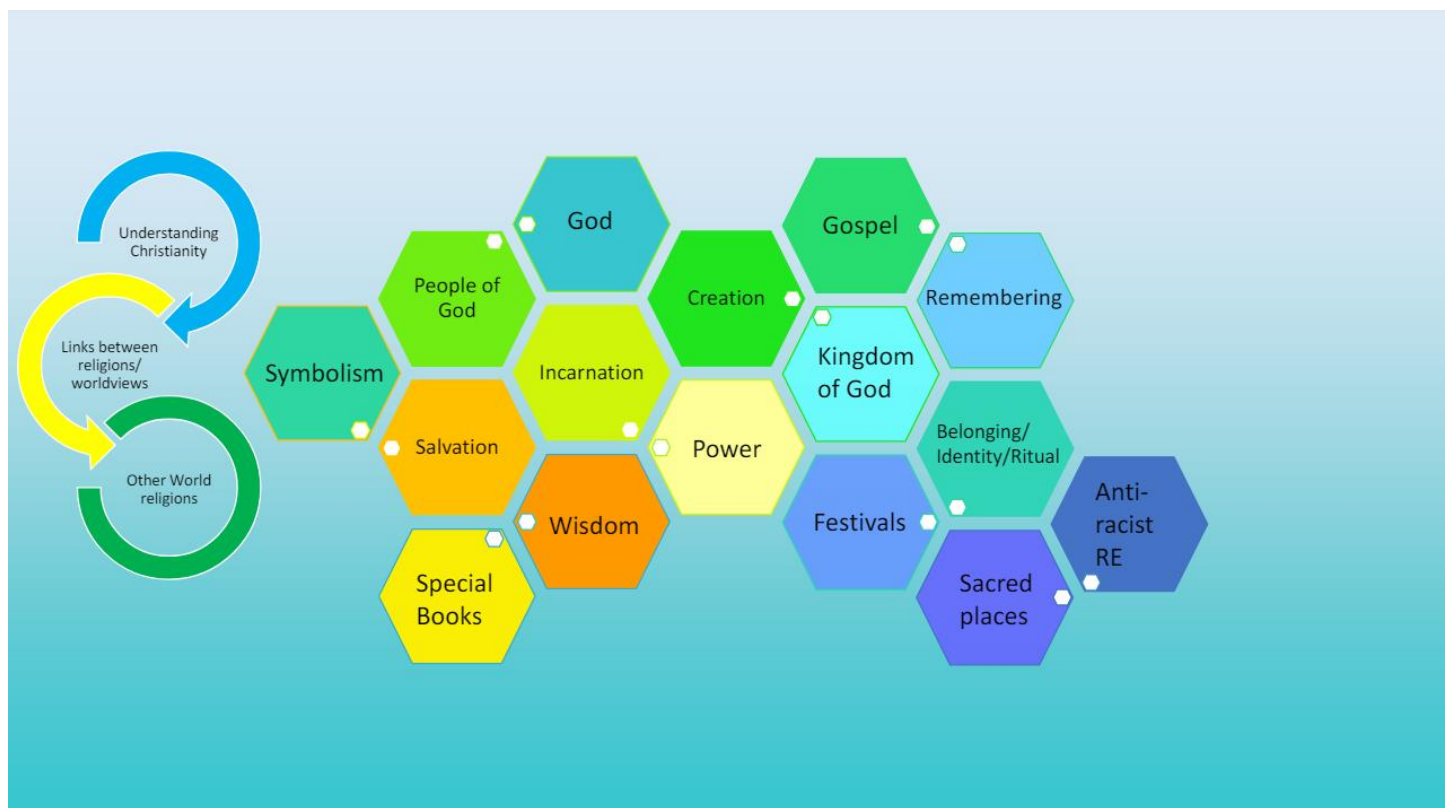 Understanding
Christianity
Links between
religions/
worldviews
Other World
religions
God
Gospel
People of
God
Creation
Remembering
Symbolism
Incarnation
Kingdom
of God
Salvation
Power
Belonging/
Identity/Ritual
Wisdom
Festivals
Anti-
racist
RE
Special
Books
Sacred
places